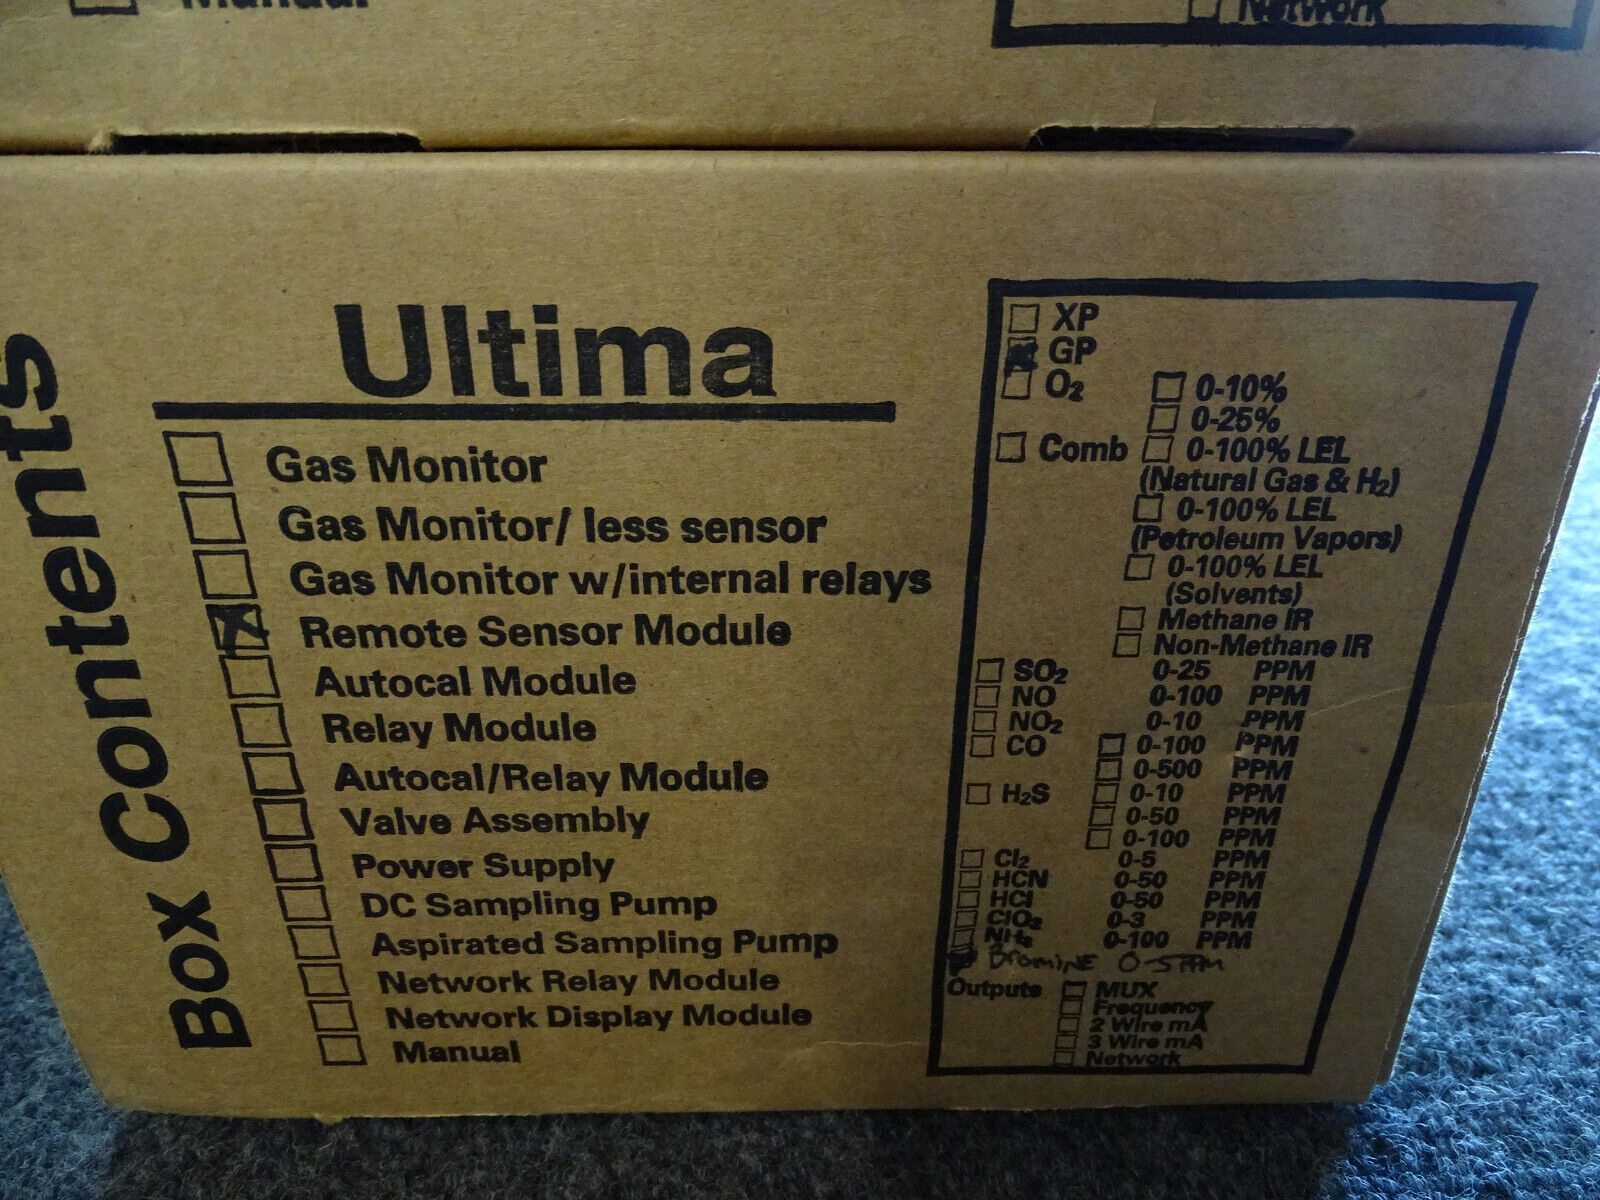 Manual
Network
Box Contents
Ultima
Gas Monitor
Gas Monitor/ less sensor
Gas Monitor w/internal relays
Remote Sensor Module
Autocal Module
Relay Module
Autocal/Relay Module
Valve Assembly
Power Supply
DC Sampling Pump
Aspirated Sampling Pump
Network Relay Module
Network Display Module
Manual
XP
GP
O₂ 0-10%
0-25%
Comb 0-100% LEL
(Natural Gas & H₂)
0-100% LEL
(Petroleum Vapors)
0-100% LEL
(Solvents)
Methane IR
Non-Methane IR
SO₂ 0-25 PPM
NO 0-100 PPM
NO₂ 0-10 PPM
CO 0-100 PPM
0-500 PPM
H₂S 0-10 PPM
0-50 PPM
0-100 PPM
Cl₂ 0-5 PPM
HCN 0-50 PPM
HCl 0-50 PPM
ClO₂ 0-3 PPM
NH₃ 0-100 PPM
BromiNE 0-5 PPM
Outputs MUX
Frequency
2 Wire mA
3 Wire mA
Network